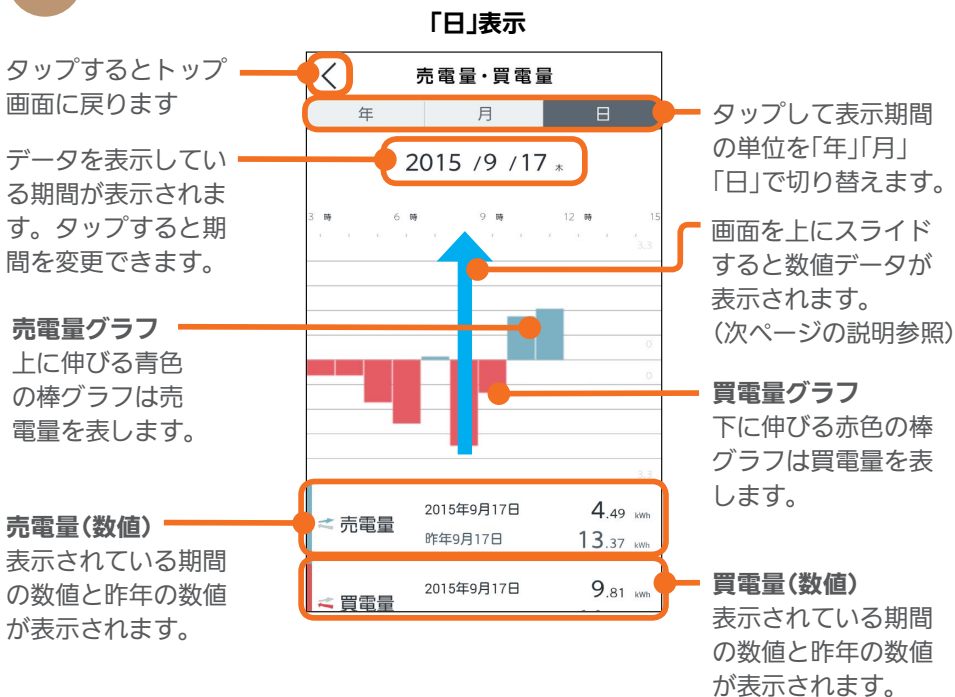 「日」表示
タップするとトップ
画面に戻ります
データを表示してい
る期間が表示されま
す。タップすると期
間を変更できます。
売電量グラフ
上に伸びる青色
の棒グラフは売
電量を表します。
売電量(数値)
表示されている期間
の数値と昨年の数値
が表示されます。
売電量・買電量
年 月 日
2015 /9 /17 木
3 時 6 時 9 時 12 時 15
3.3
0
0
3.3
売電量
2015年9月17日 4.49 kWh
昨年9月17日 13.37 kWh
買電量
2015年9月17日 9.81 kWh
タップして表示期間
の単位を「年」「月」
「日」で切り替えます。
画面を上にスライド
すると数値データが
表示されます。
(次ページの説明参照)
買電量グラフ
下に伸びる赤色の棒
グラフは買電量を表
します。
買電量(数値)
表示されている期間
の数値と昨年の数値
が表示されます。